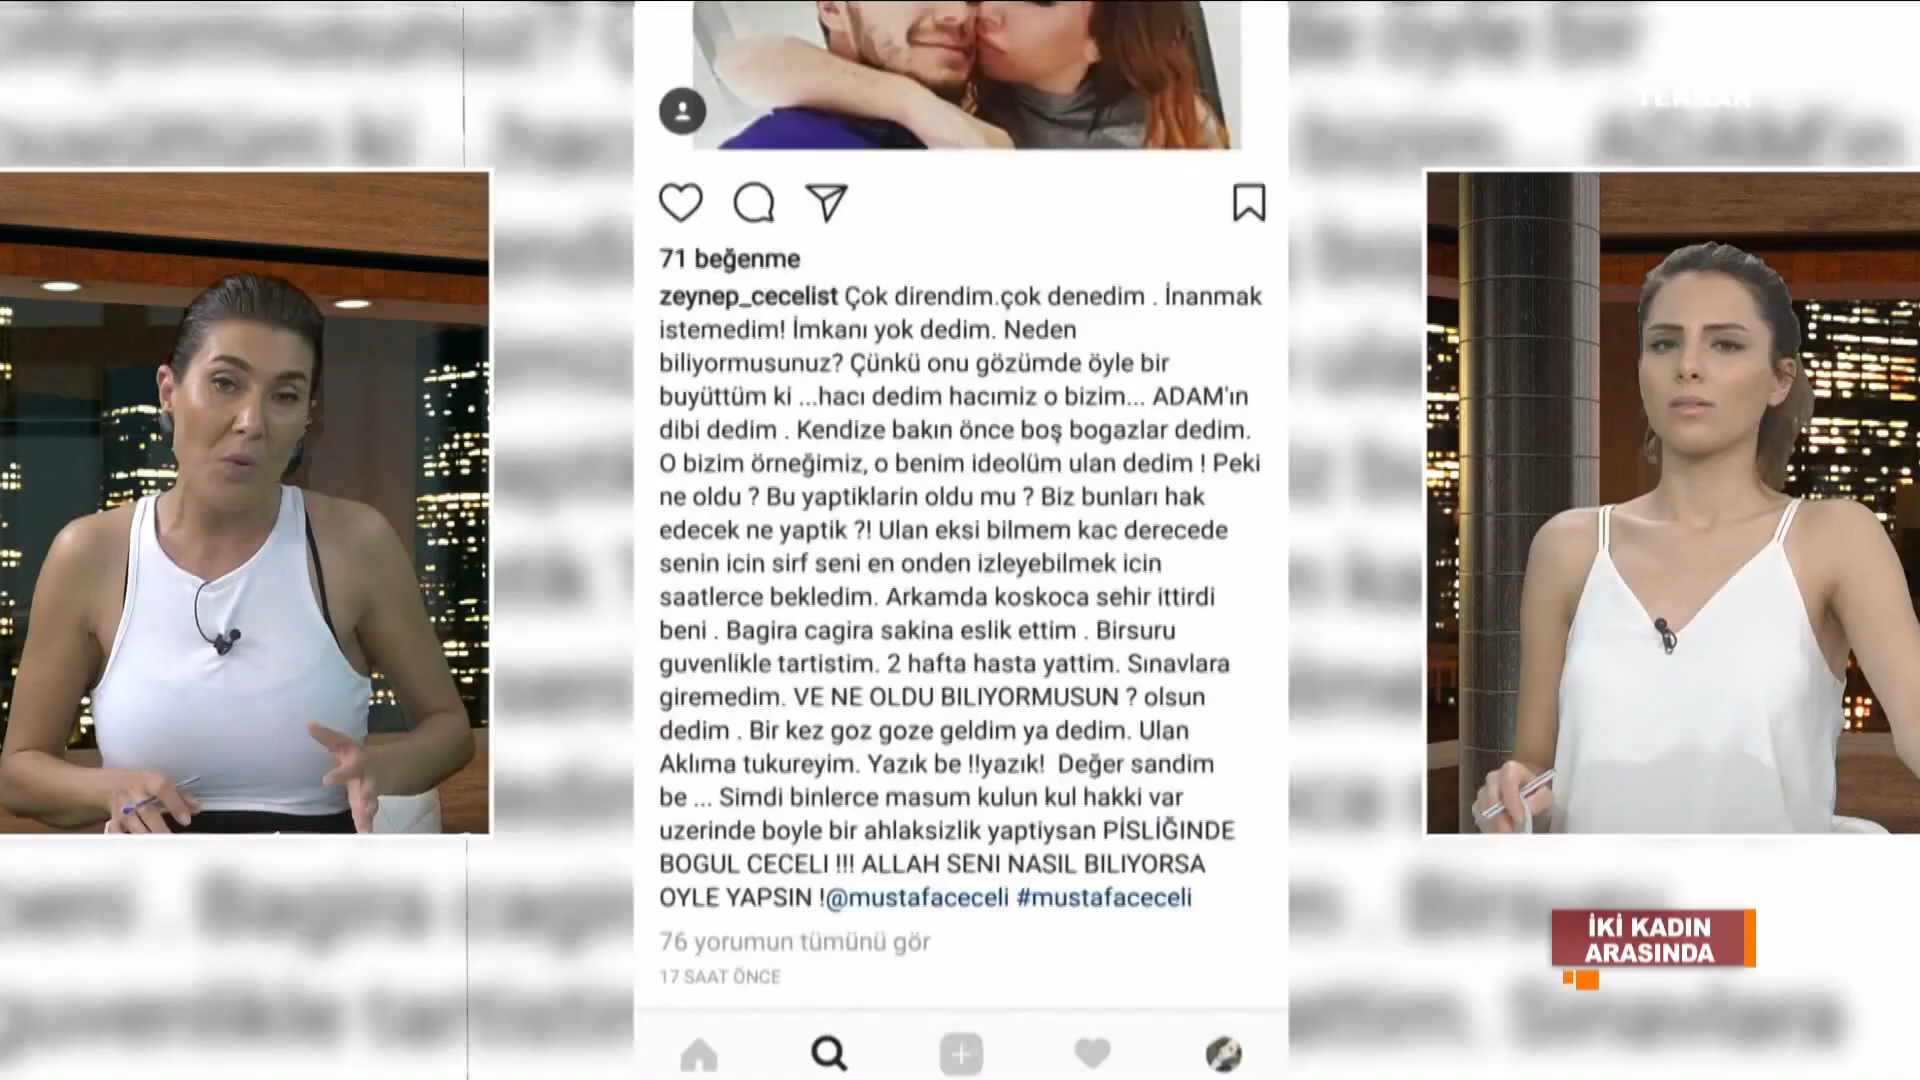 TEKRAR
71 beğenme
zeynep_cecelist Çok direndim.çok denedim . İnanmak
istemedim! İmkanı yok dedim. Neden
biliyormusunuz? Çünkü onu gözümde öyle bir
buyüttüm ki ...hacı dedim hacımiz o bizim... ADAM'ın
dibi dedim . Kendize bakın önce boş bogazlar dedim.
O bizim örneğimiz, o benim ideolüm ulan dedim ! Peki
ne oldu ? Bu yaptiklarin oldu mu ? Biz bunları hak
edecek ne yaptik ?! Ulan eksi bilmem kac derecede
senin icin sirf seni en onden izleyebilmek icin
saatlerce bekledim. Arkamda koskoca sehir ittirdi
beni . Bagira cagira sakina eslik ettim . Birsuru
guvenlikle tartistim. 2 hafta hasta yattim. Sınavlara
giremedim. VE NE OLDU BILIYORMUSUN ? olsun
dedim . Bir kez goz goze geldim ya dedim. Ulan
Aklıma tukureyim. Yazık be !!yazık! Değer sandim
be ... Simdi binlerce masum kulun kul hakki var
uzerinde boyle bir ahlaksizlik yaptiysan PİSLİĞINDE
BOGUL CECELI !!! ALLAH SENI NASIL BILIYORSA
OYLE YAPSIN !@mustafaceceli #mustafaceceli
76 yorumun tümünü gör
17 SAAT ÖNCE
İKİ KADIN
ARASINDA